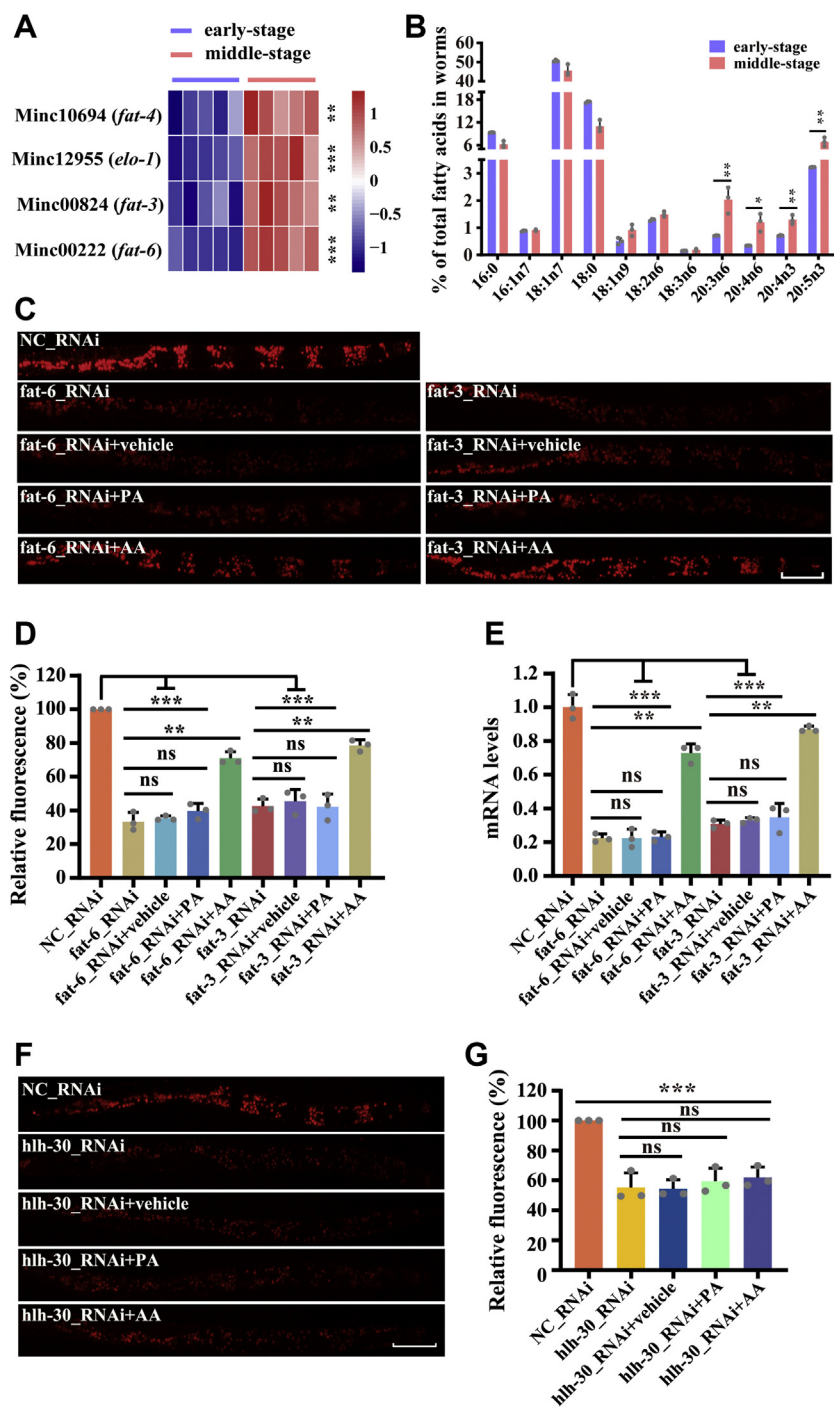 A
early-stage
middle-stage
Minc10694 (fat-4)
Minc12955 (elo-1)
Minc00824 (fat-3)
Minc00222 (fat-6)
**
***
**
***
1
0.5
0
−0.5
−1
B
% of total fatty acids in worms
60
50
40
30
18
12
6
3
2
1
0
early-stage
middle-stage
**
*
**
**
16:0
16:1n7
18:1n7
18:0
18:1n9
18:2n6
18:3n6
20:3n6
20:4n6
20:4n3
20:5n3
C
NC_RNAi
fat-6_RNAi
fat-3_RNAi
fat-6_RNAi+vehicle
fat-3_RNAi+vehicle
fat-6_RNAi+PA
fat-3_RNAi+PA
fat-6_RNAi+AA
fat-3_RNAi+AA
D
Relative fluorescence (%)
120
100
80
60
40
20
0
***
**
ns
ns
***
**
ns
ns
NC_RNAi
fat-6_RNAi
fat-6_RNAi+vehicle
fat-6_RNAi+PA
fat-6_RNAi+AA
fat-3_RNAi
fat-3_RNAi+vehicle
fat-3_RNAi+PA
fat-3_RNAi+AA
E
mRNA levels
1.2
1.0
0.8
0.6
0.4
0.2
0.0
***
**
ns
ns
***
**
ns
ns
NC_RNAi
fat-6_RNAi
fat-6_RNAi+vehicle
fat-6_RNAi+PA
fat-6_RNAi+AA
fat-3_RNAi
fat-3_RNAi+vehicle
fat-3_RNAi+PA
fat-3_RNAi+AA
F
NC_RNAi
hlh-30_RNAi
hlh-30_RNAi+vehicle
hlh-30_RNAi+PA
hlh-30_RNAi+AA
G
Relative fluorescence (%)
120
100
80
60
40
20
0
***
ns
ns
ns
NC_RNAi
hlh-30_RNAi
hlh-30_RNAi+vehicle
hlh-30_RNAi+PA
hlh-30_RNAi+AA